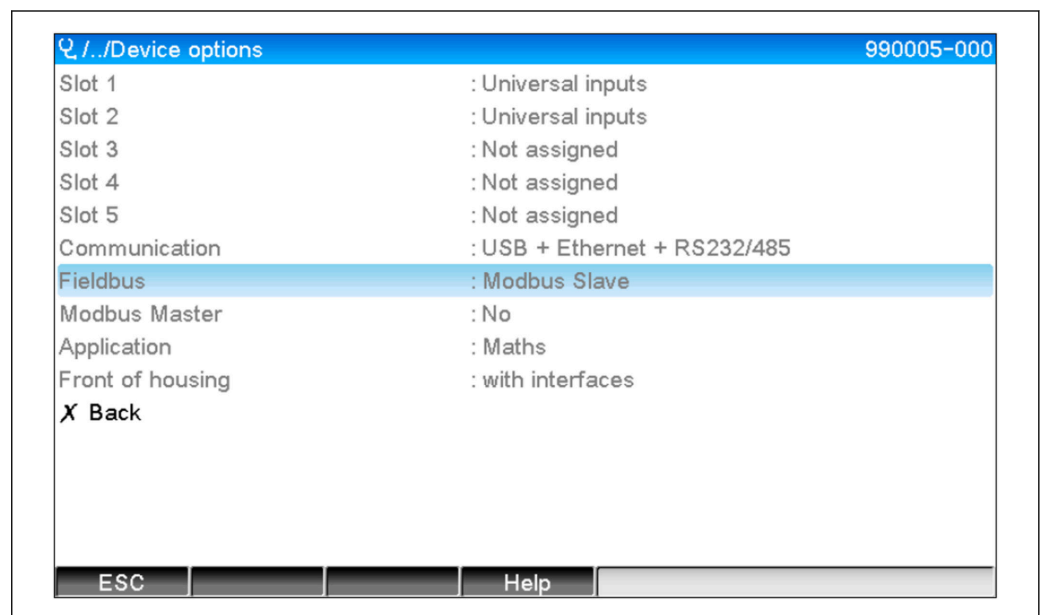 /../Device options 990005-000
Slot 1 : Universal inputs
Slot 2 : Universal inputs
Slot 3 : Not assigned
Slot 4 : Not assigned
Slot 5 : Not assigned
Communication : USB + Ethernet + RS232/485
Fieldbus : Modbus Slave
Modbus Master : No
Application : Maths
Front of housing : with interfaces
X Back
ESC Help